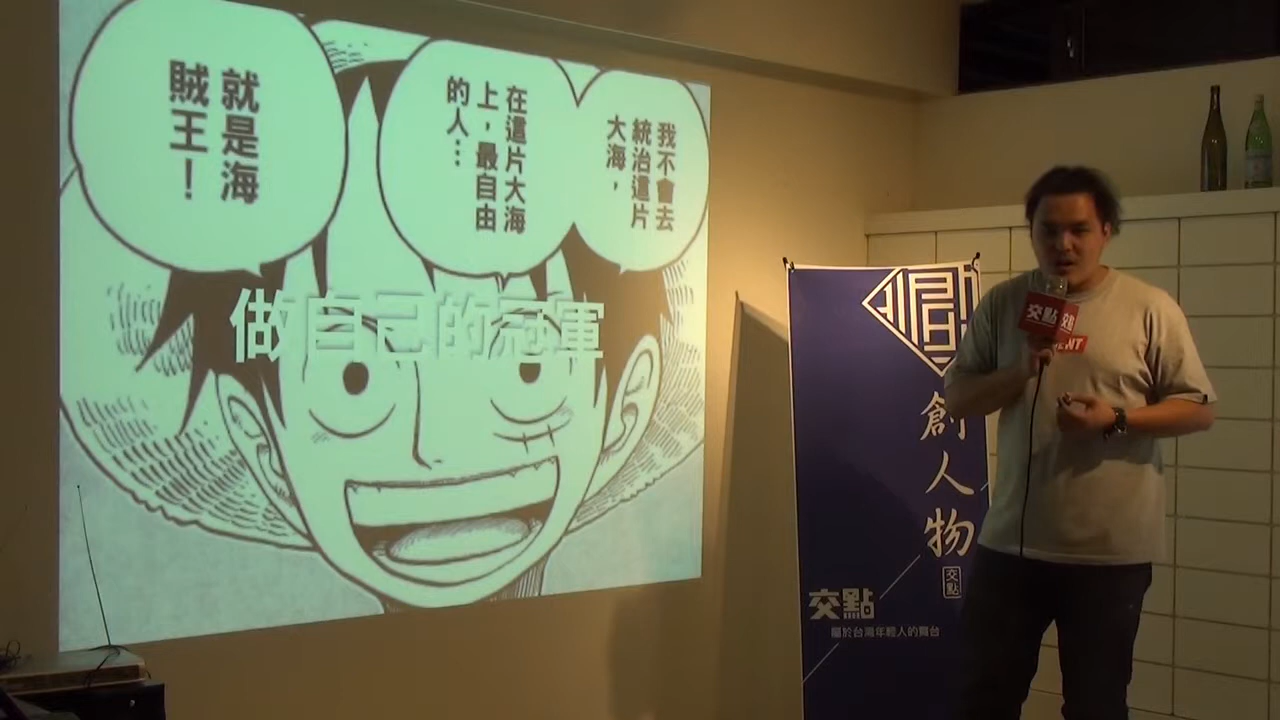 我不會去
統治這片
大海，
在這片大海
上，最自由
的人…
就是海
賊王！
做自己的冠軍
創人物
交點
交點
屬於台灣年輕人的舞台
交點